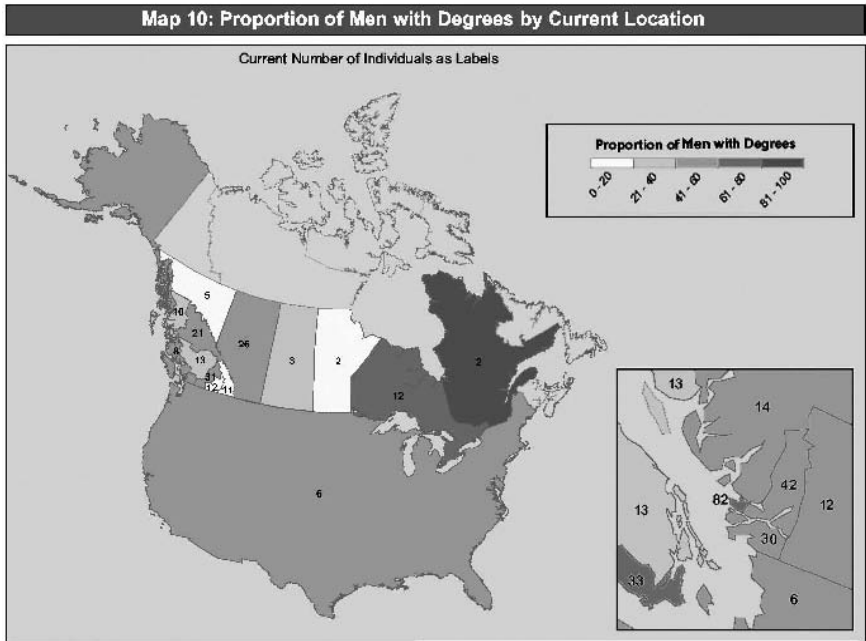 Map 10: Proportion of Men with Degrees by Current Location
Current Number of Individuals as Labels
Proportion of Men with Degrees
0 - 20
21 - 40
41 - 60
61 - 80
81 - 100
5
10
21
26
8
13
3
2
2
31
12
11
12
6
13
14
82
42
12
13
30
33
6